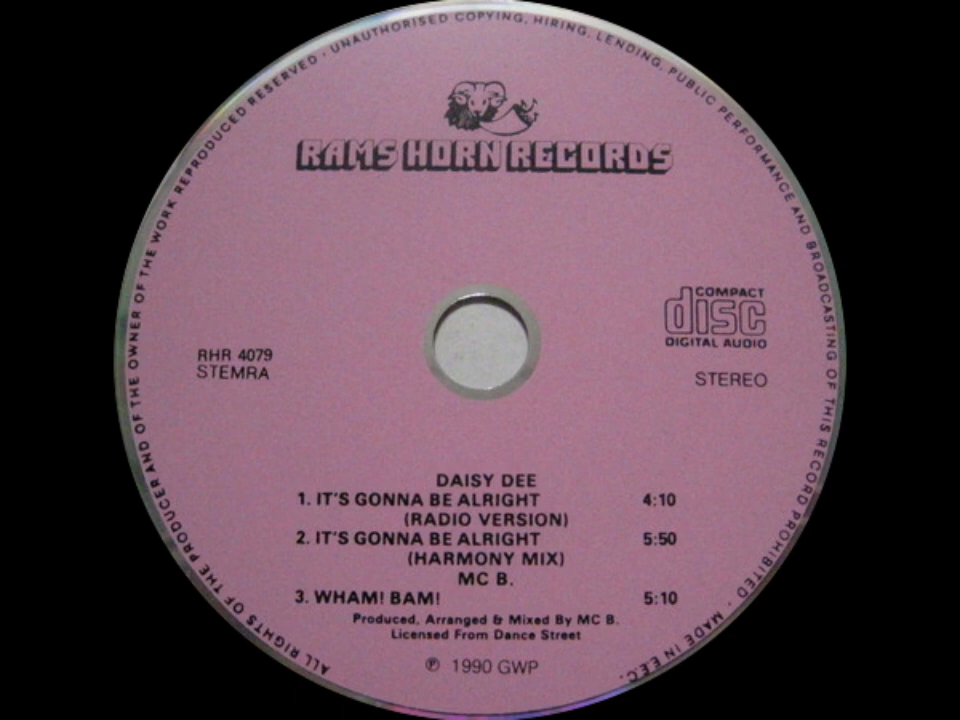 ALL RIGHTS OF THE PRODUCER AND OF THE OWNER OF THE WORK REPRODUCED RESERVED · UNAUTHORISED COPYING, HIRING, LENDING, PUBLIC PERFORMANCE AND BROADCASTING OF THIS RECORD PROHIBITED · MADE IN E.E.C.
RAMS HORN RECORDS
COMPACT
disc
DIGITAL AUDIO
RHR 4079
STEMRA
STEREO
DAISY DEE
1. IT'S GONNA BE ALRIGHT 4:10
(RADIO VERSION)
2. IT'S GONNA BE ALRIGHT 5:50
(HARMONY MIX)
MC B.
3. WHAM! BAM! 5:10
Produced, Arranged & Mixed By MC B.
Licensed From Dance Street
℗ 1990 GWP